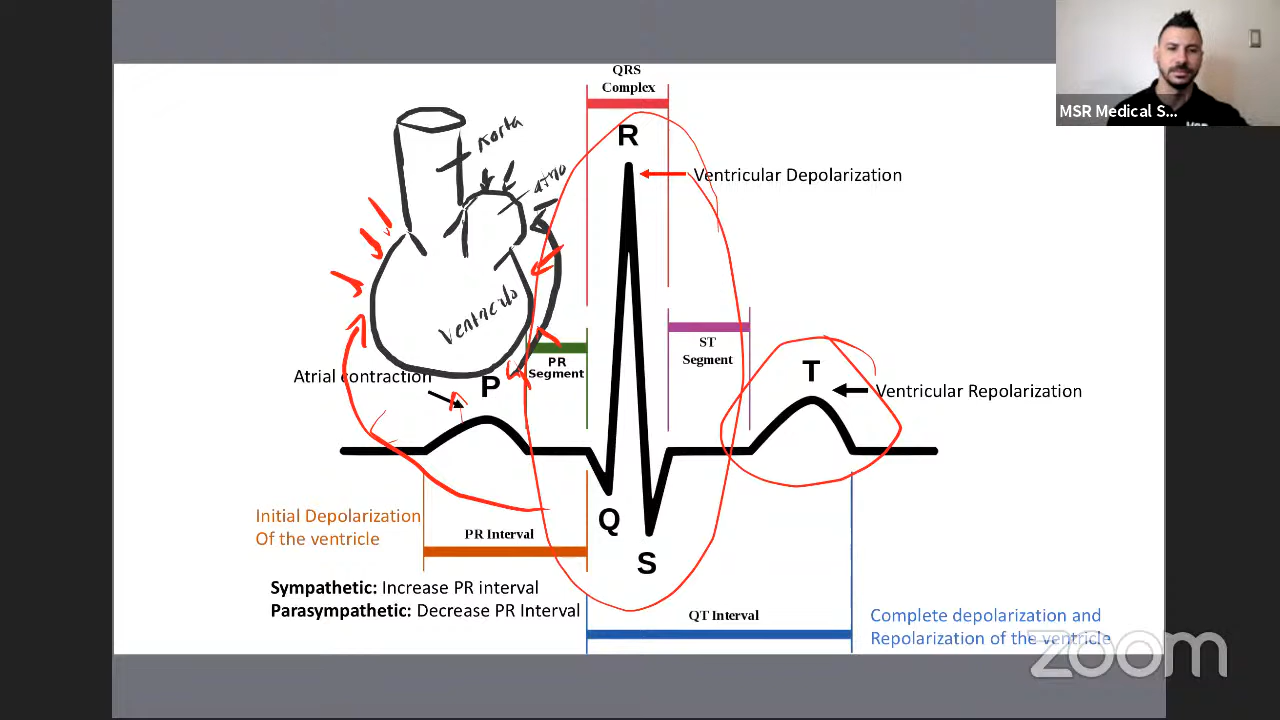 QRS
Complex
MSR Medical S...
R
Aorta
Ventricular Depolarization
Ventriculo
ST
Segment
PR
Segment
Atrial contraction
P
T
Ventricular Repolarization
Q
S
Initial Depolarization
Of the ventricle
PR Interval
Sympathetic: Increase PR interval
Parasympathetic: Decrease PR Interval
QT Interval
Complete depolarization and
Repolarization of the ventricle
zoom